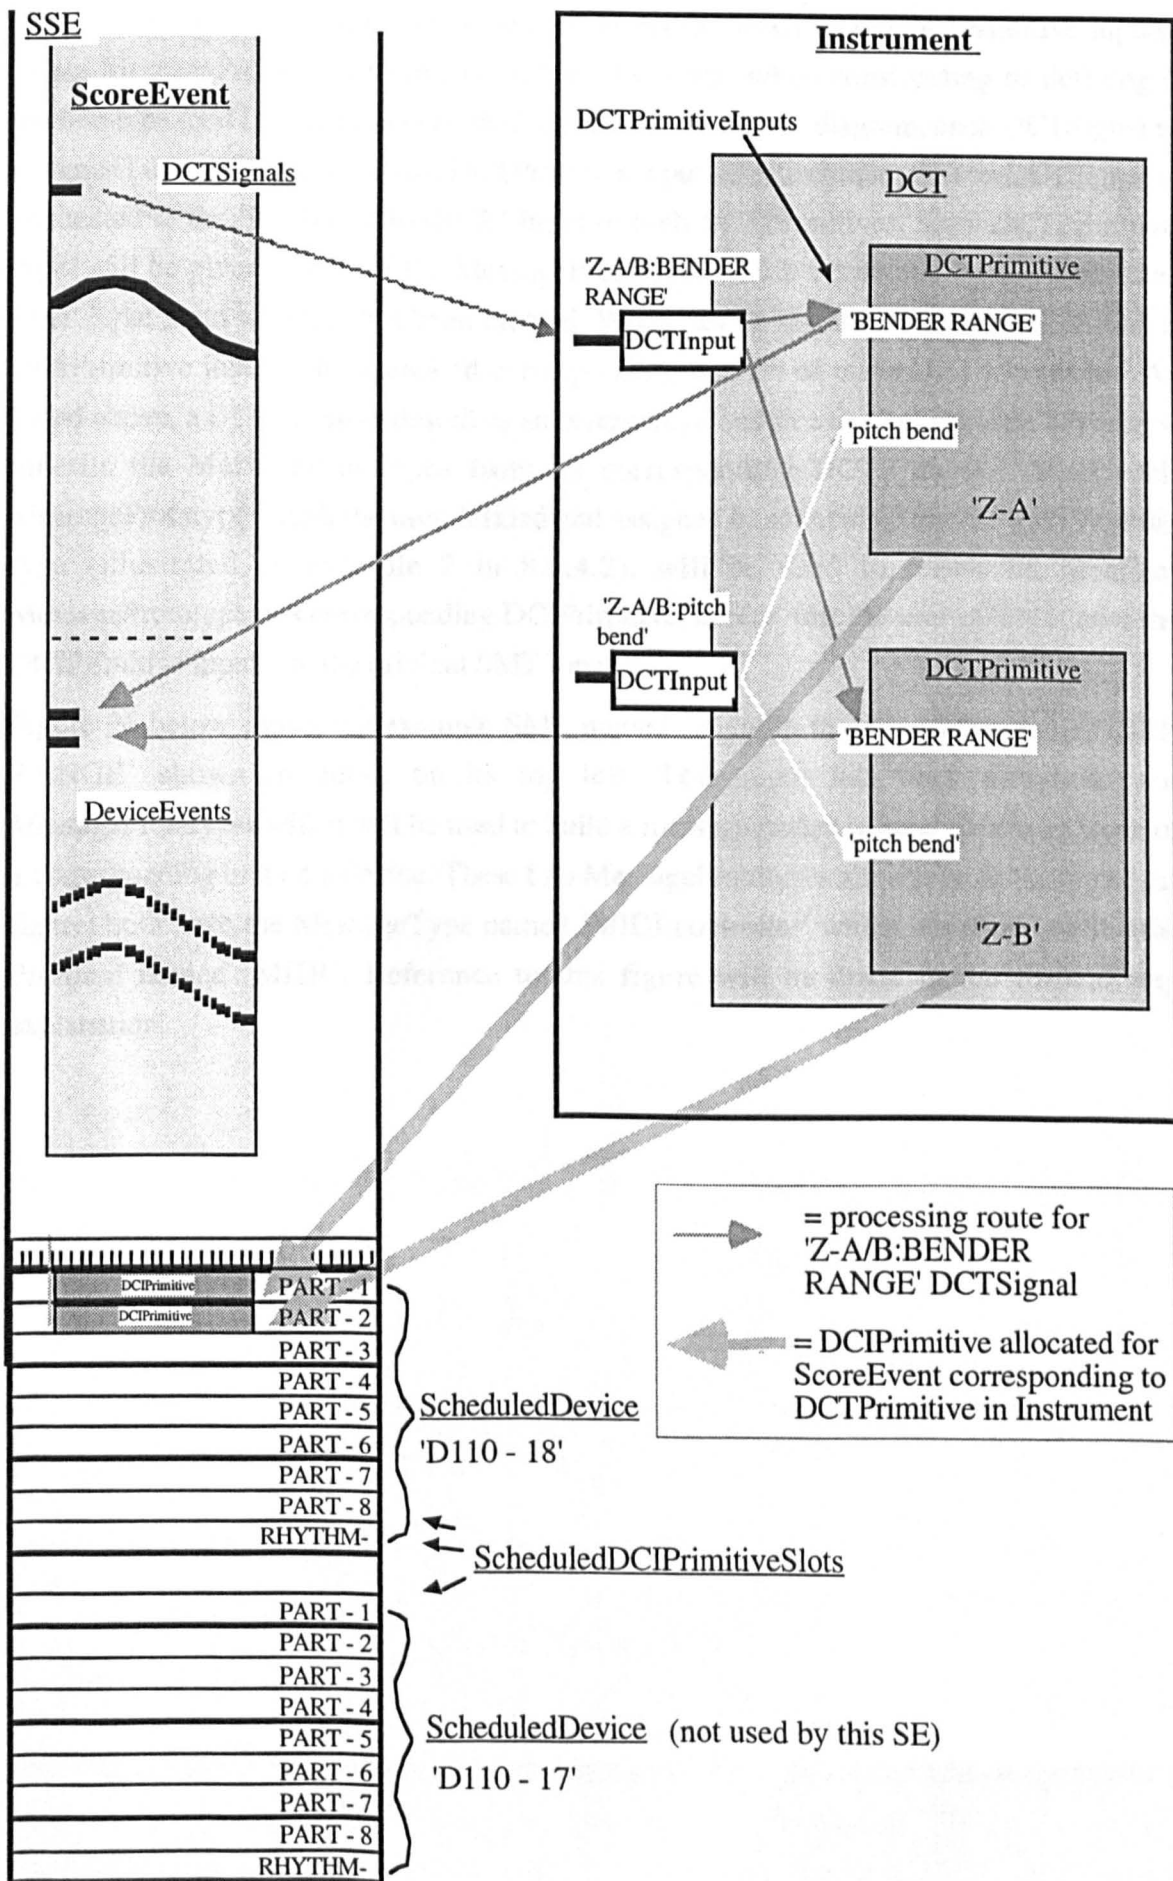 SSE
ScoreEvent
DCTSignals
DeviceEvents
Instrument
DCTPrimitiveInputs
DCT
DCTPrimitive
'Z-A/B:BENDER
RANGE'
DCTInput
'BENDER RANGE'
'pitch bend'
'Z-A'
'Z-A/B:pitch
bend'
DCTInput
DCTPrimitive
'BENDER RANGE'
'pitch bend'
'Z-B'
= processing route for
'Z-A/B:BENDER
RANGE' DCTSignal
= DCIPrimitive allocated for
ScoreEvent corresponding to
DCTPrimitive in Instrument
DCIPrimitive
PART - 1
DCIPrimitive
PART - 2
PART - 3
PART - 4
PART - 5
PART - 6
PART - 7
PART - 8
RHYTHM-
ScheduledDevice
'D110 - 18'
ScheduledDCIPrimitiveSlots
PART - 1
PART - 2
PART - 3
PART - 4
PART - 5
PART - 6
PART - 7
PART - 8
RHYTHM-
ScheduledDevice (not used by this SE)
'D110 - 17'